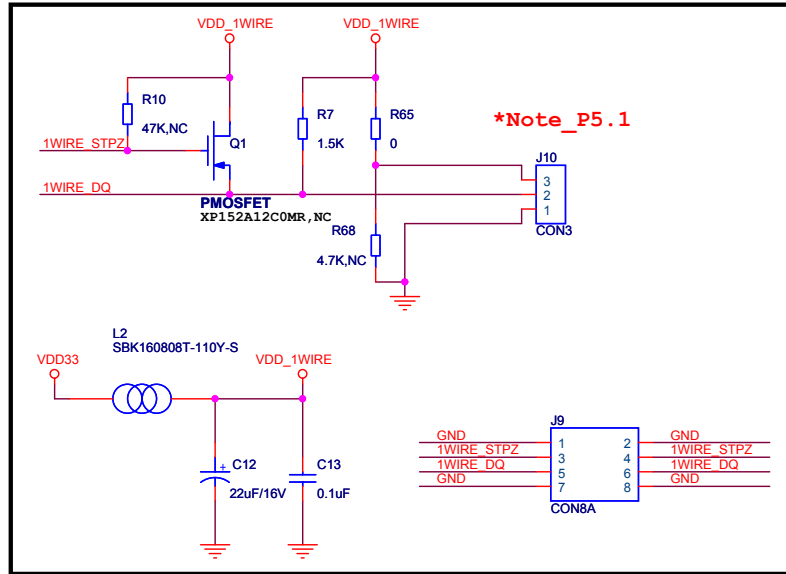 VDD_1WIRE
VDD_1WIRE
R10
47K,NC
Q1
R7
1.5K
R65
0
*Note_P5.1
1WIRE_STPZ
1WIRE_DQ
PMOSFET
XP152A12C0MR,NC
J10
3
2
1
CON3
R68
4.7K,NC
L2
SBK160808T-110Y-S
VDD33
VDD_1WIRE
C12
22uF/16V
C13
0.1uF
J9
GND 1 2 GND
1WIRE_STPZ 3 4 1WIRE_STPZ
1WIRE_DQ 5 6 1WIRE_DQ
GND 7 8 GND
CON8A
+